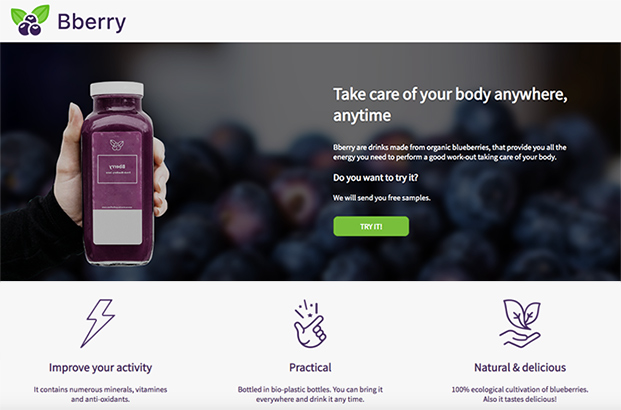 Bberry
Take care of your body anywhere,
anytime
Bberry are drinks made from organic blueberries, that provide you all the
energy you need to perform a good work-out taking care of your body.
Do you want to try it?
We will send you free samples.
TRY IT!
Bberry
Improve your activity
Practical
Natural & delicious
It contains numerous minerals, vitamines
and anti-oxidants.
Bottled in bio-plastic bottles. You can bring it
everywhere and drink it any time.
100% ecological cultivation of blueberries.
Also it tastes delicious!